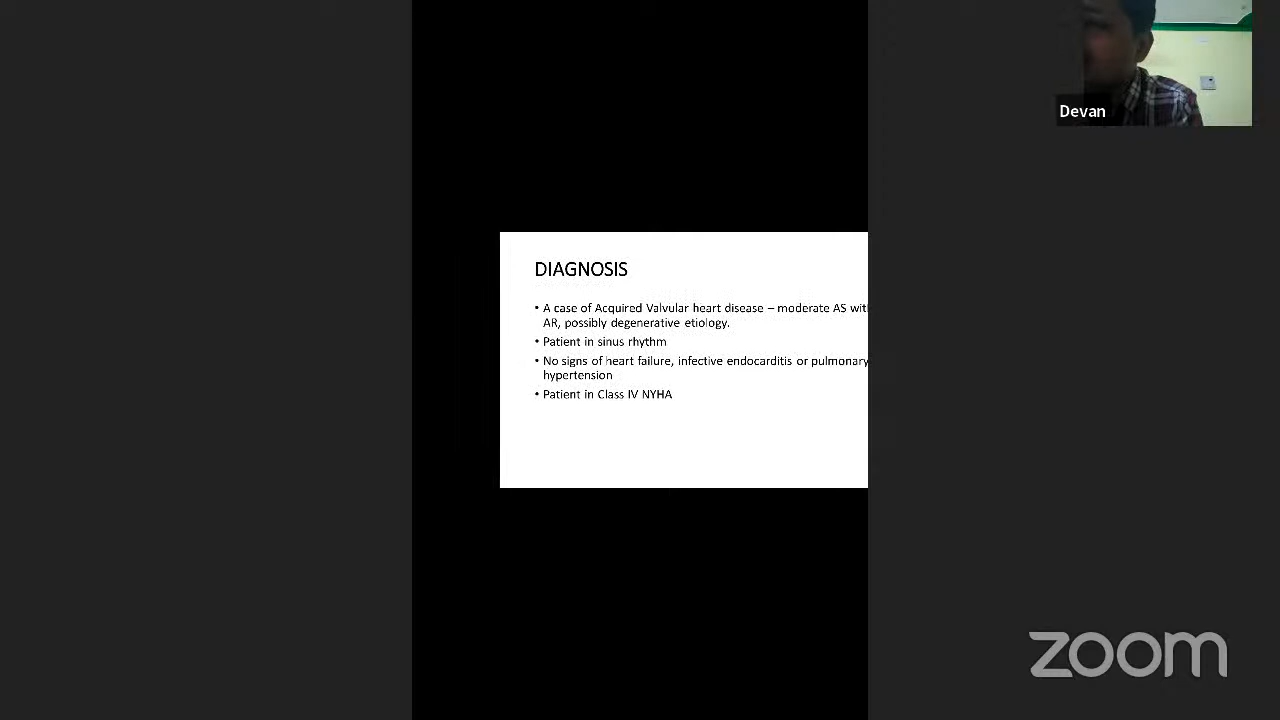 Devan
DIAGNOSIS
• A case of Acquired Valvular heart disease – moderate AS
AR, possibly degenerative etiology.
• Patient in sinus rhythm
• No signs of heart failure, infective endocarditis or pulmonary
hypertension
• Patient in Class IV NYHA
zoom